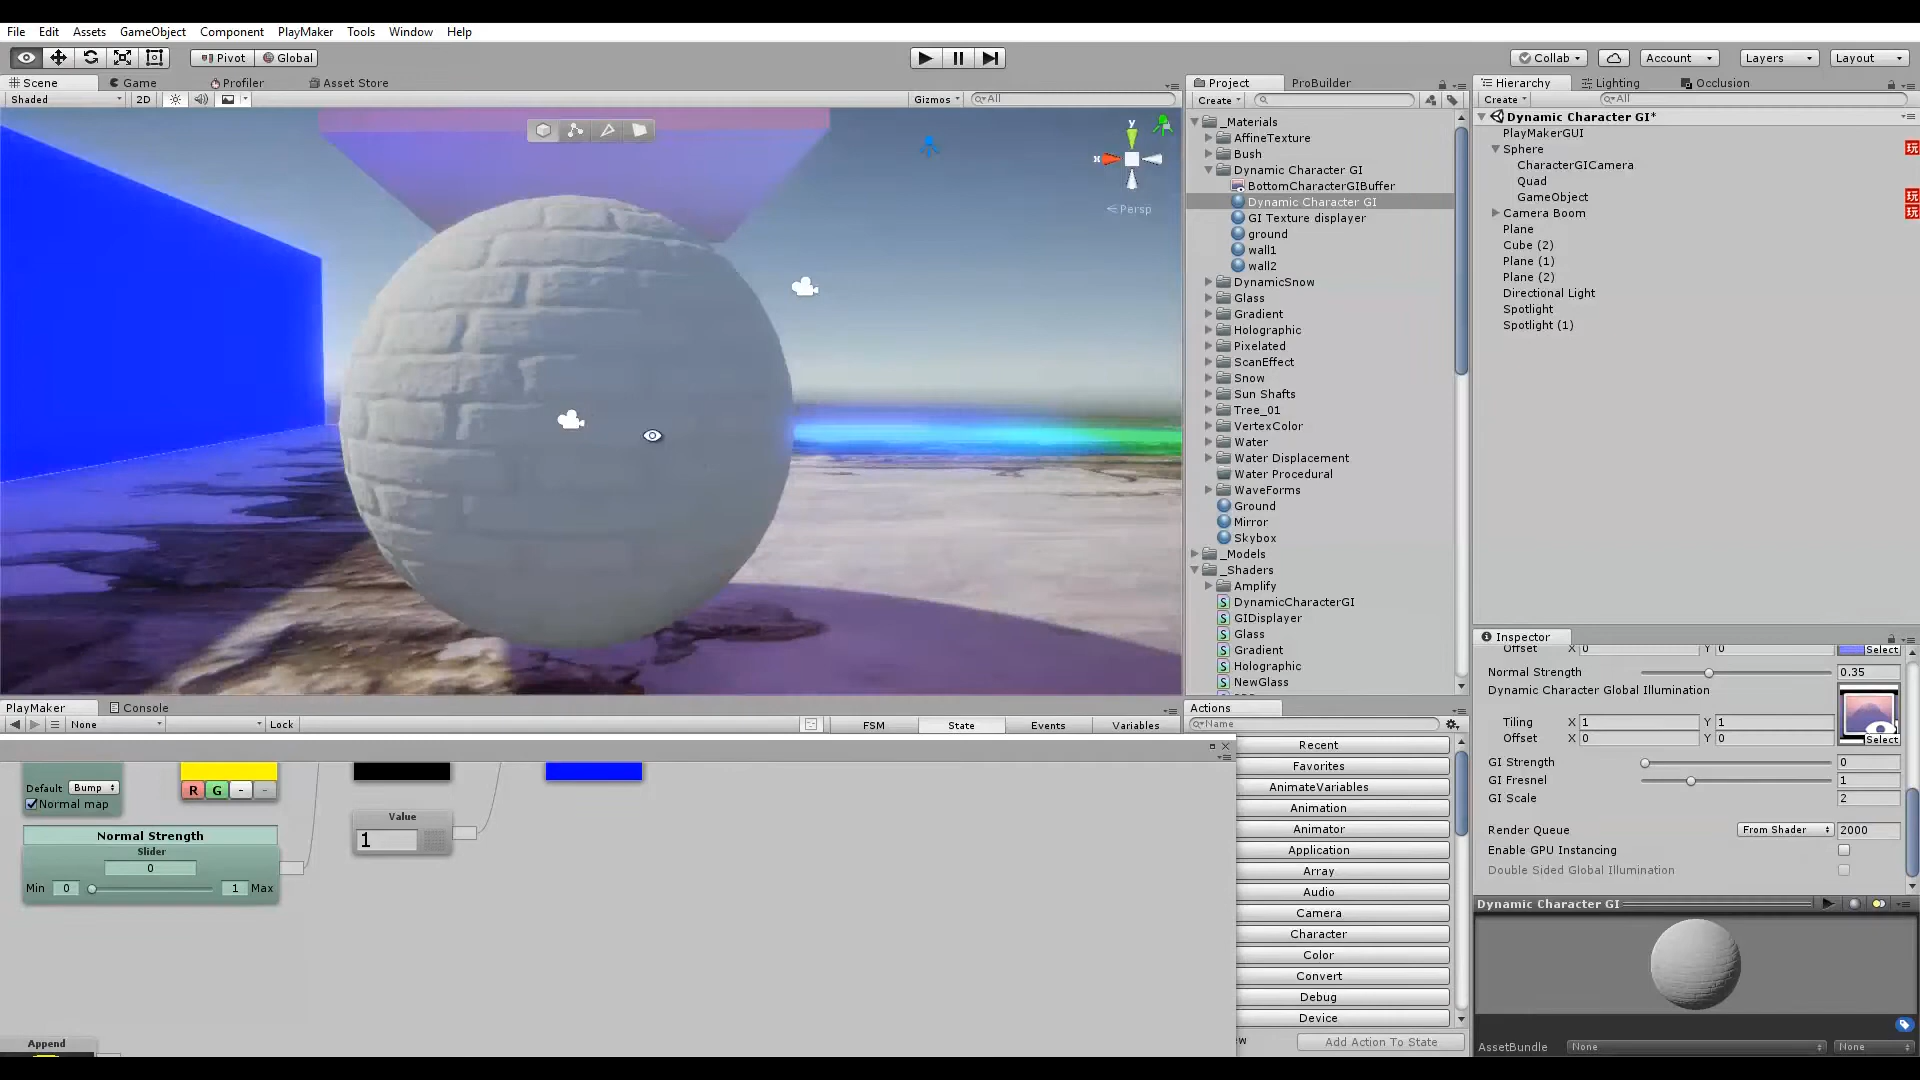 File Edit Assets GameObject Component PlayMaker Tools Window Help
Pivot Global Collab Account Layers Layout
Scene Game Profiler Asset Store
Shaded 2D Gizmos All
y
x
Persp
Project ProBuilder
Create
_Materials
AffineTexture
Bush
Dynamic Character GI
BottomCharacterGIBuffer
Dynamic Character GI
GI Texture displayer
ground
wall1
wall2
DynamicSnow
Glass
Gradient
Holographic
Pixelated
ScanEffect
Snow
Sun Shafts
Tree_01
VertexColor
Water
Water Displacement
Water Procedural
WaveForms
Ground
Mirror
Skybox
_Models
_Shaders
Amplify
DynamicCharacterGI
GIDisplayer
Glass
Gradient
Holographic
NewGlass
Hierarchy Lighting Occlusion
Create All
Dynamic Character GI*
PlayMakerGUI
Sphere
玩
CharacterGICamera
Quad
GameObject
玩
Camera Boom
玩
Plane
Cube (2)
Plane (1)
Plane (2)
Directional Light
Spotlight
Spotlight (1)
Inspector
Offset X 0 Y 0 Select
Normal Strength 0.35
Dynamic Character Global Illumination
Tiling X 1 Y 1
Offset X 0 Y 0 Select
GI Strength 0
GI Fresnel 1
GI Scale 2
Render Queue From Shader 2000
Enable GPU Instancing
Double Sided Global Illumination
Dynamic Character GI
AssetBundle None None
PlayMaker Console
None Lock FSM State Events Variables
Default Bump
Normal map
R G - -
Value
1
Normal Strength
Slider
0
Min 0 1 Max
Append
Actions
Name
Recent
Favorites
AnimateVariables
Animation
Animator
Application
Array
Audio
Camera
Character
Color
Convert
Debug
Device
Add Action To State